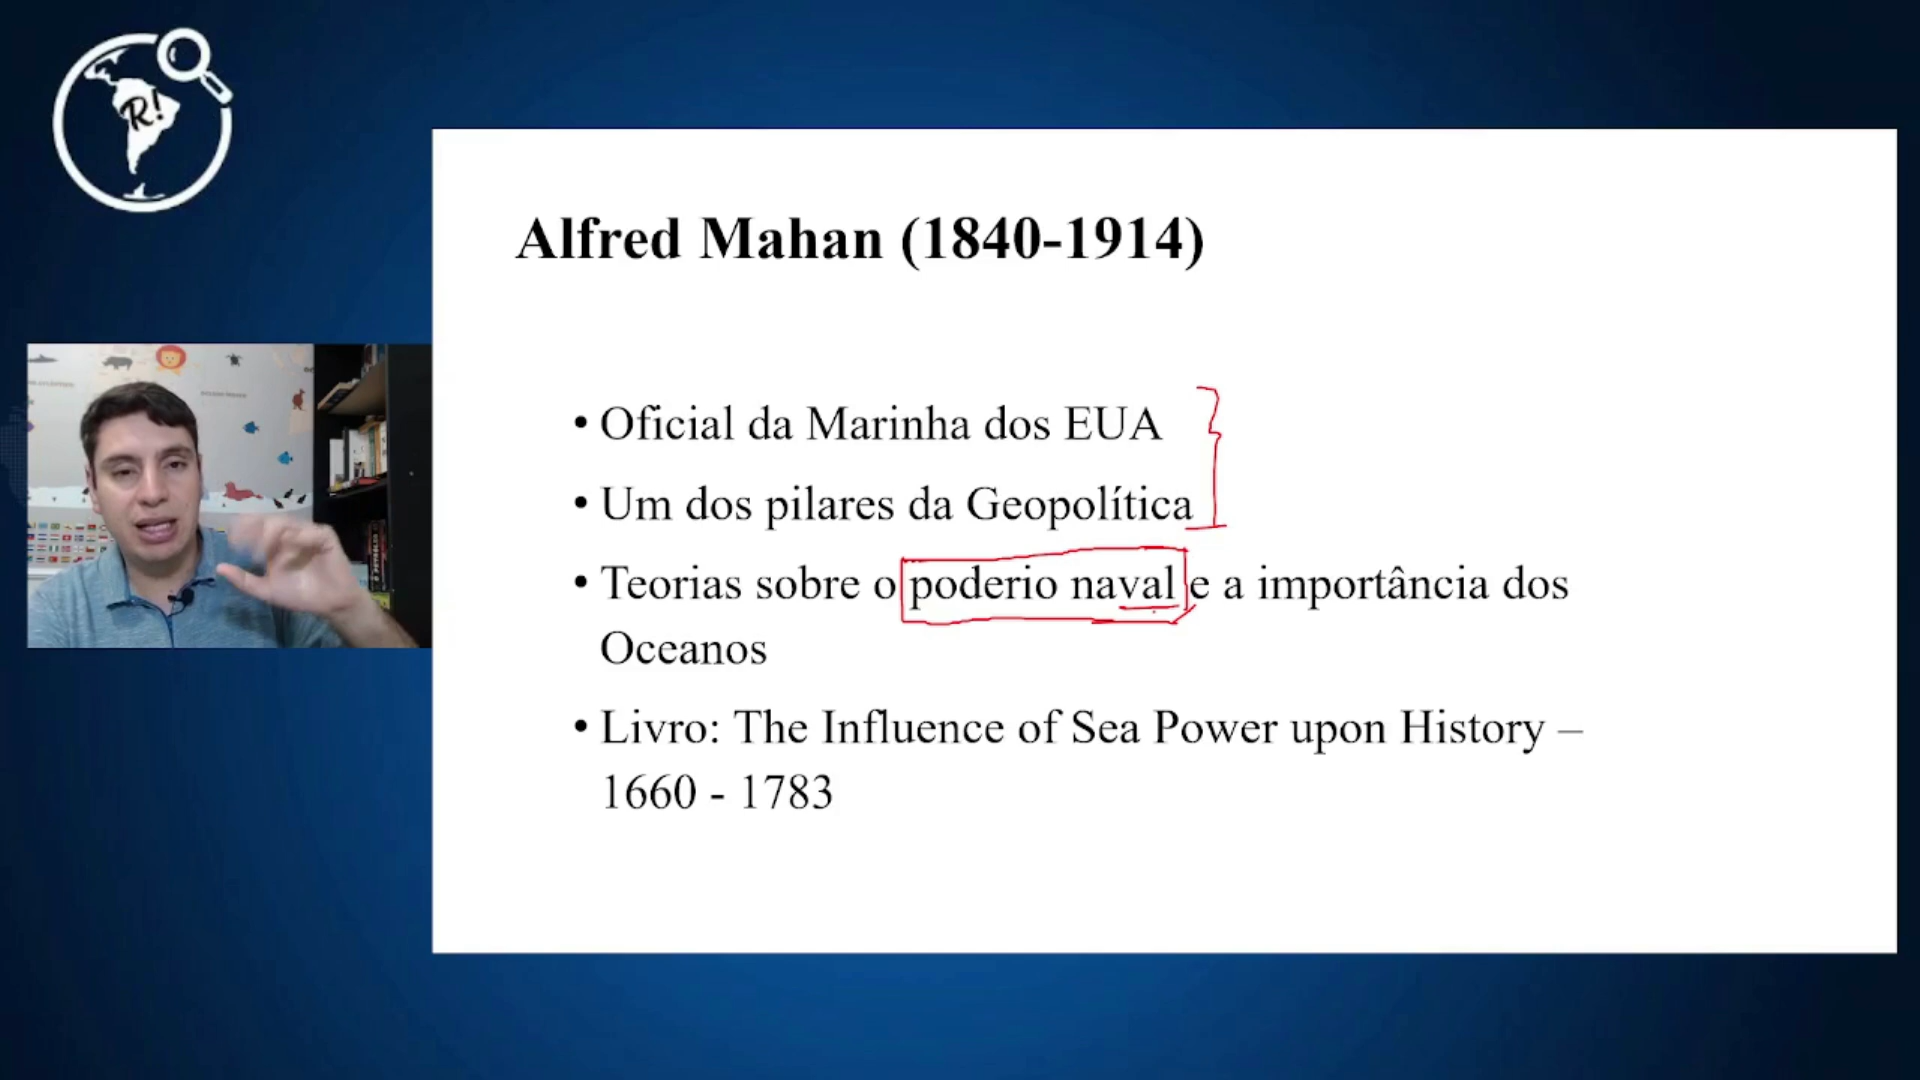 R!
Alfred Mahan (1840-1914)
• Oficial da Marinha dos EUA
• Um dos pilares da Geopolítica
• Teorias sobre o poderio naval e a importância dos
Oceanos
• Livro: The Influence of Sea Power upon History –
1660 - 1783